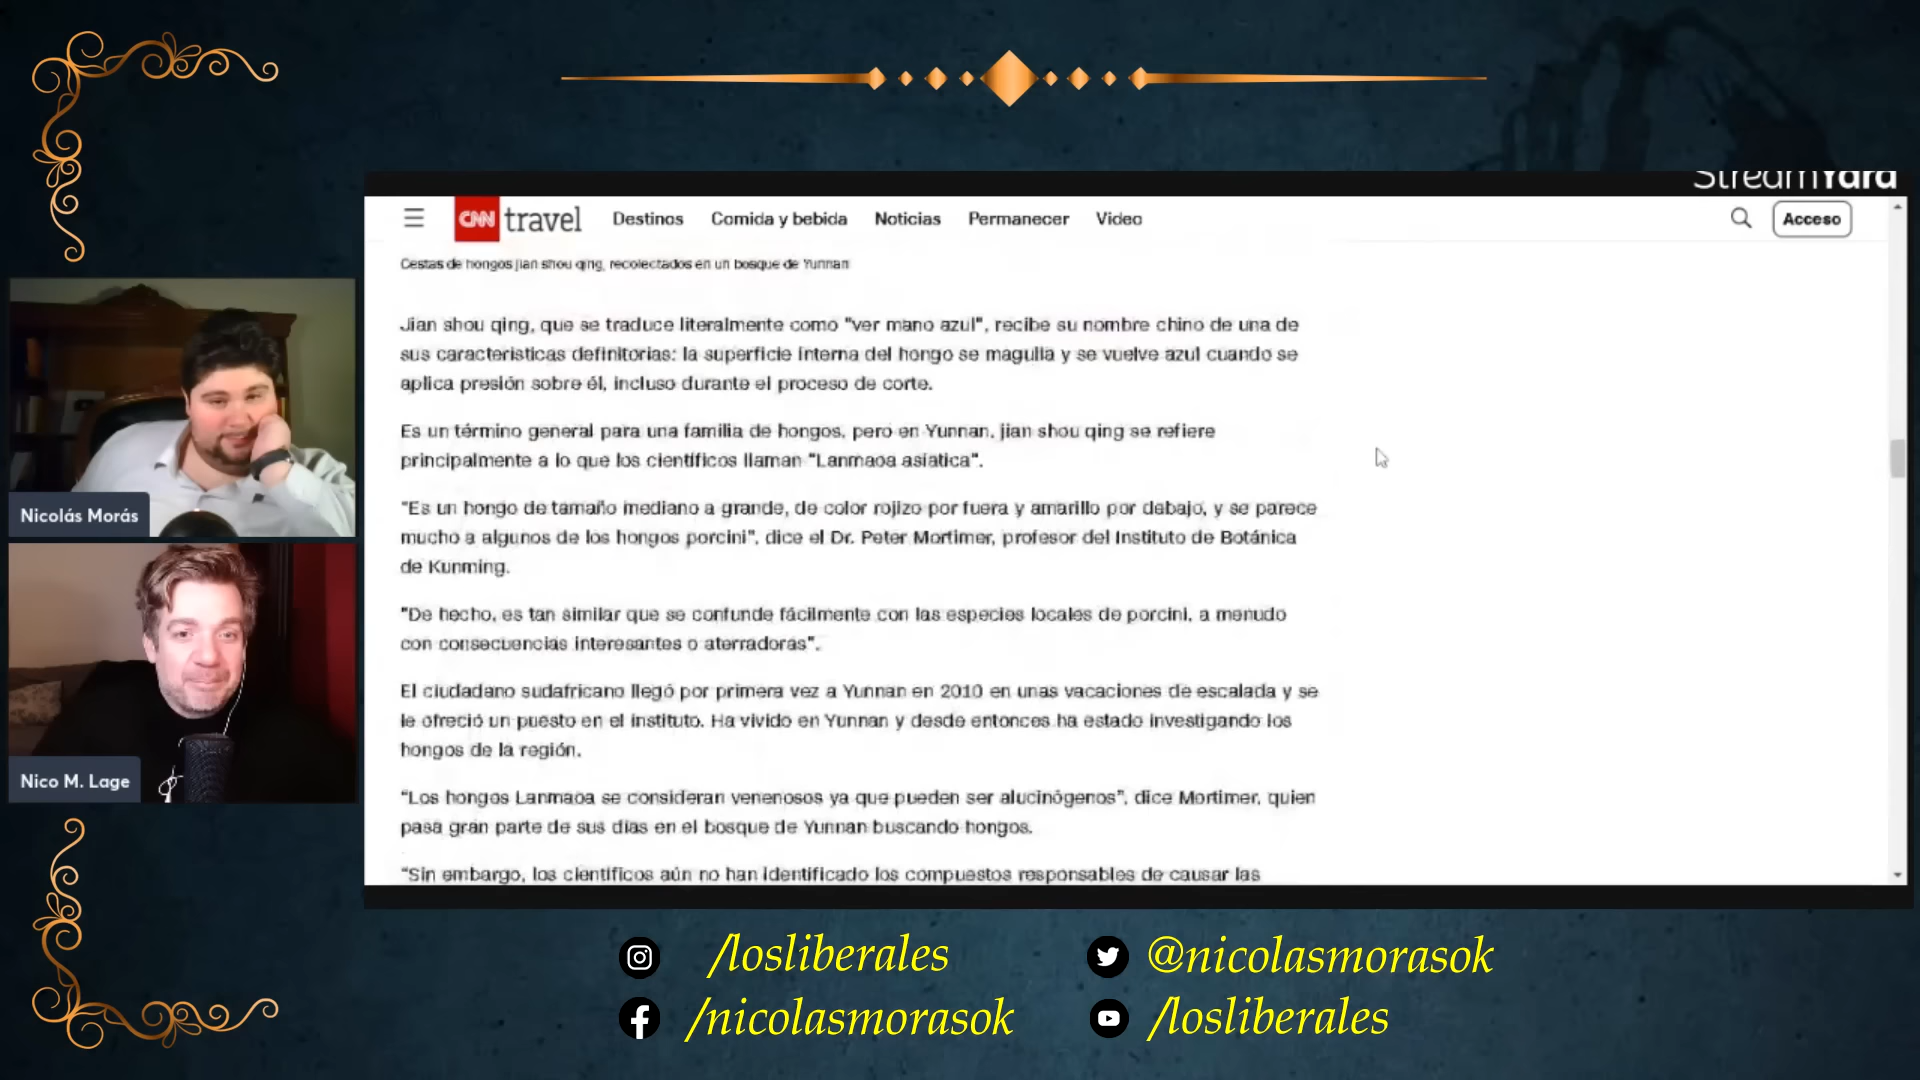 StreamYard
CNN travel Destinos Comida y bebida Noticias Permanecer Video Acceso
Cestas de hongos jian shou qing, recolectados en un bosque de Yunnan
Jian shou qing, que se traduce literalmente como "ver mano azul", recibe su nombre chino de una de
sus características definitorias: la superficie interna del hongo se magulla y se vuelve azul cuando se
aplica presión sobre él, incluso durante el proceso de corte.
Es un término general para una familia de hongos, pero en Yunnan, jian shou qing se refiere
principalmente a lo que los científicos llaman "Lanmaoa asiatica".
"Es un hongo de tamaño mediano a grande, de color rojizo por fuera y amarillo por debajo, y se parece
mucho a algunos de los hongos porcini", dice el Dr. Peter Mortimer, profesor del Instituto de Botánica
de Kunming.
"De hecho, es tan similar que se confunde fácilmente con las especies locales de porcini, a menudo
con consecuencias interesantes o aterradoras".
El ciudadano sudafricano llegó por primera vez a Yunnan en 2010 en unas vacaciones de escalada y se
le ofreció un puesto en el instituto. Ha vivido en Yunnan y desde entonces ha estado investigando los
hongos de la región.
"Los hongos Lanmaoa se consideran venenosos ya que pueden ser alucinógenos", dice Mortimer, quien
pasa gran parte de sus días en el bosque de Yunnan buscando hongos.
"Sin embargo, los científicos aún no han identificado los compuestos responsables de causar las
Nicolás Morás
Nico M. Lage
/losliberales
@nicolasmorasok
/nicolasmorasok
/losliberales